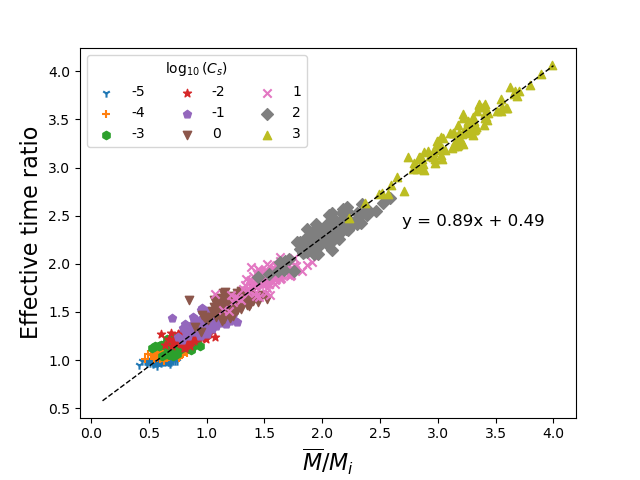 log₁₀(Cₛ)
-5 -2 1
-4 -1 2
-3 0 3
Effective time ratio
4.0
3.5
3.0
2.5
2.0
1.5
1.0
0.5
y = 0.89x + 0.49
0.0 0.5 1.0 1.5 2.0 2.5 3.0 3.5 4.0
M̅/Mᵢ